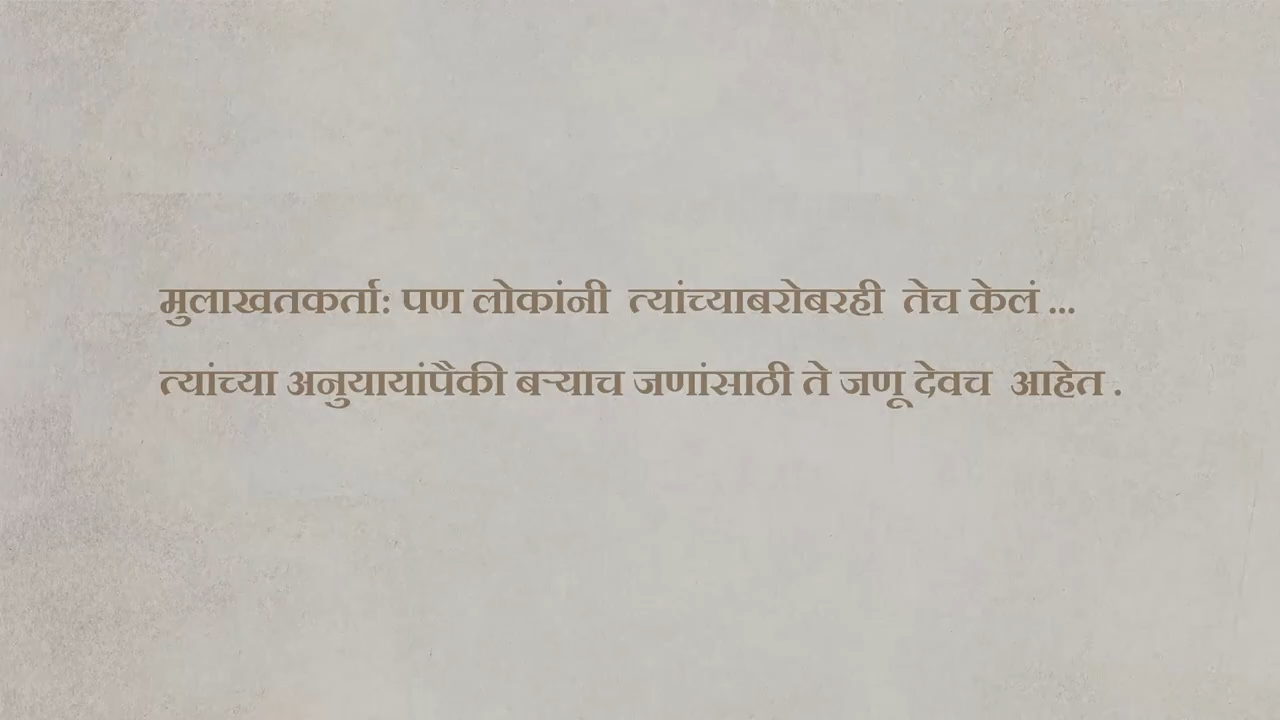 मुलाखतकर्ता: पण लोकांनी त्यांच्याबरोबरही तेच केलं ...
त्यांच्या अनुयायांपैकी बऱ्याच जणांसाठी ते जणू देवच आहेत .